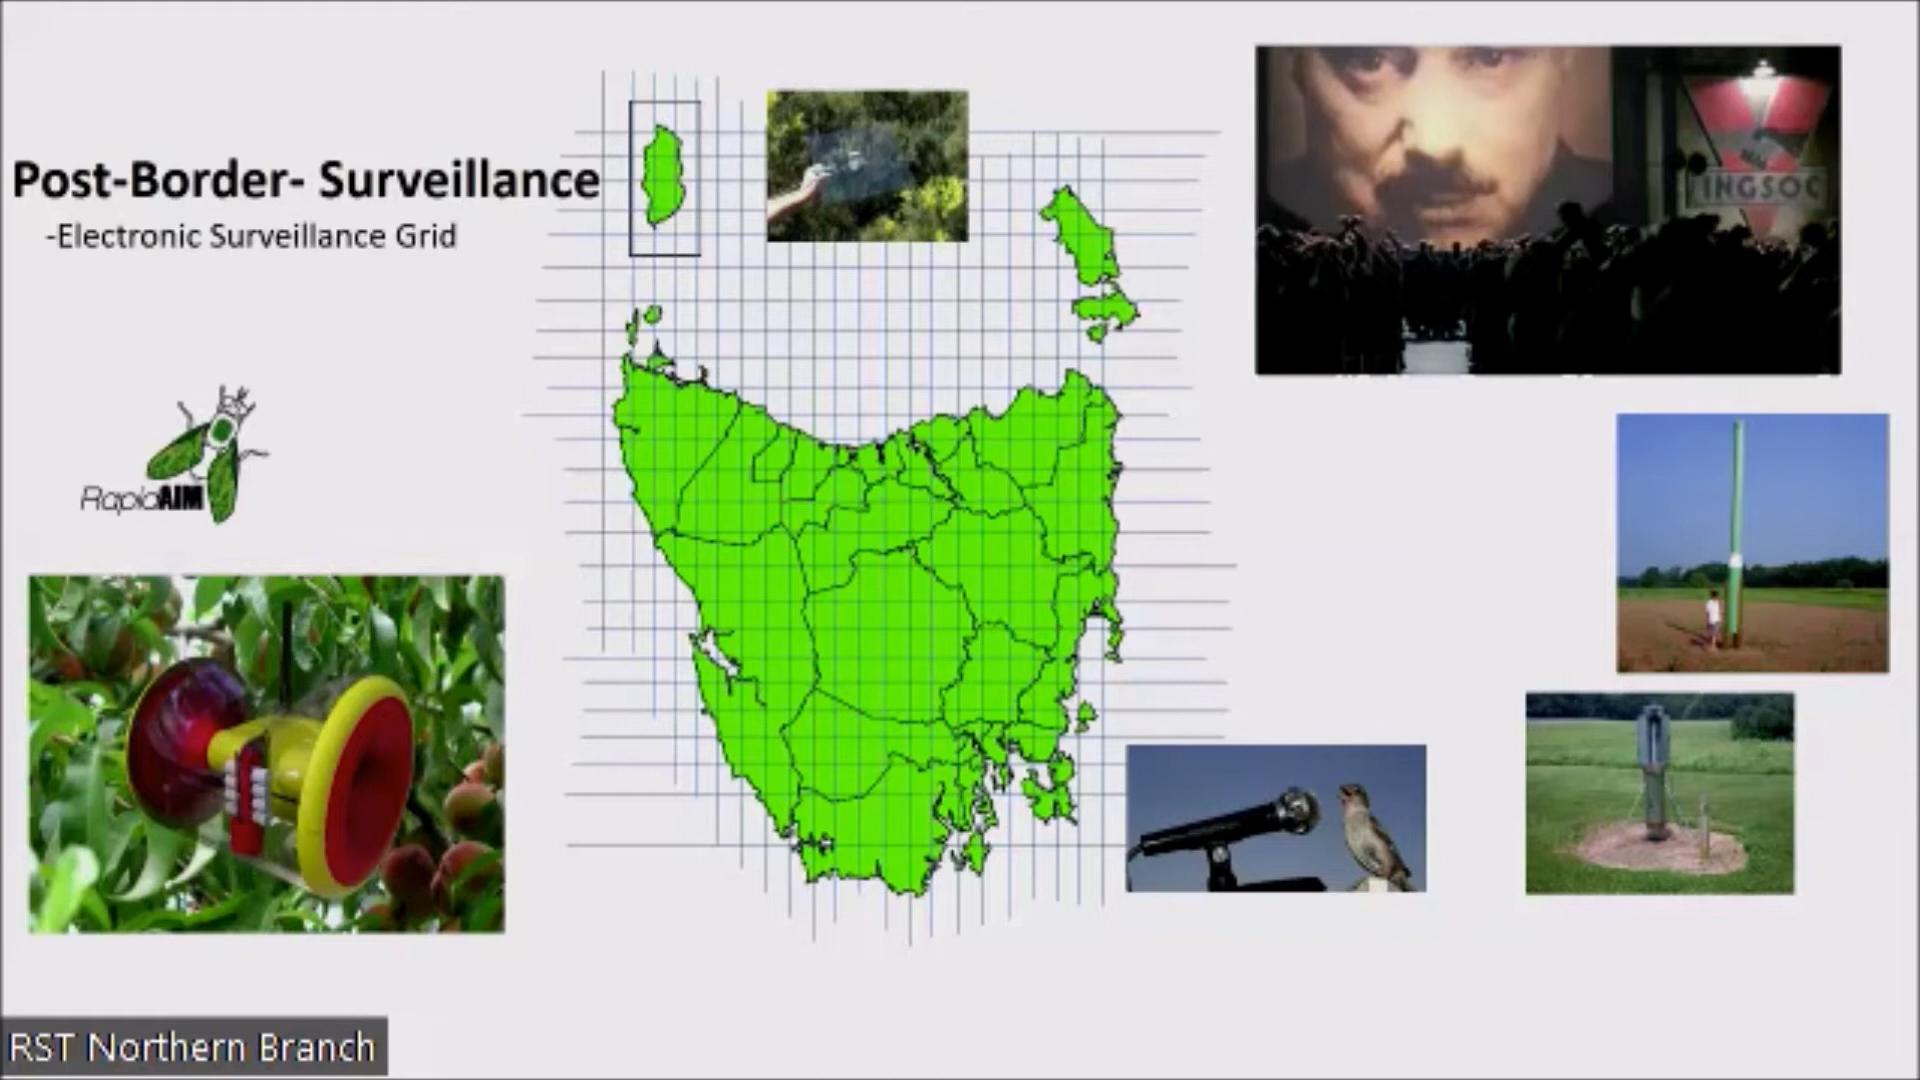 Post-Border- Surveillance
-Electronic Surveillance Grid
INGSOC
RapidAIM
RST Northern Branch